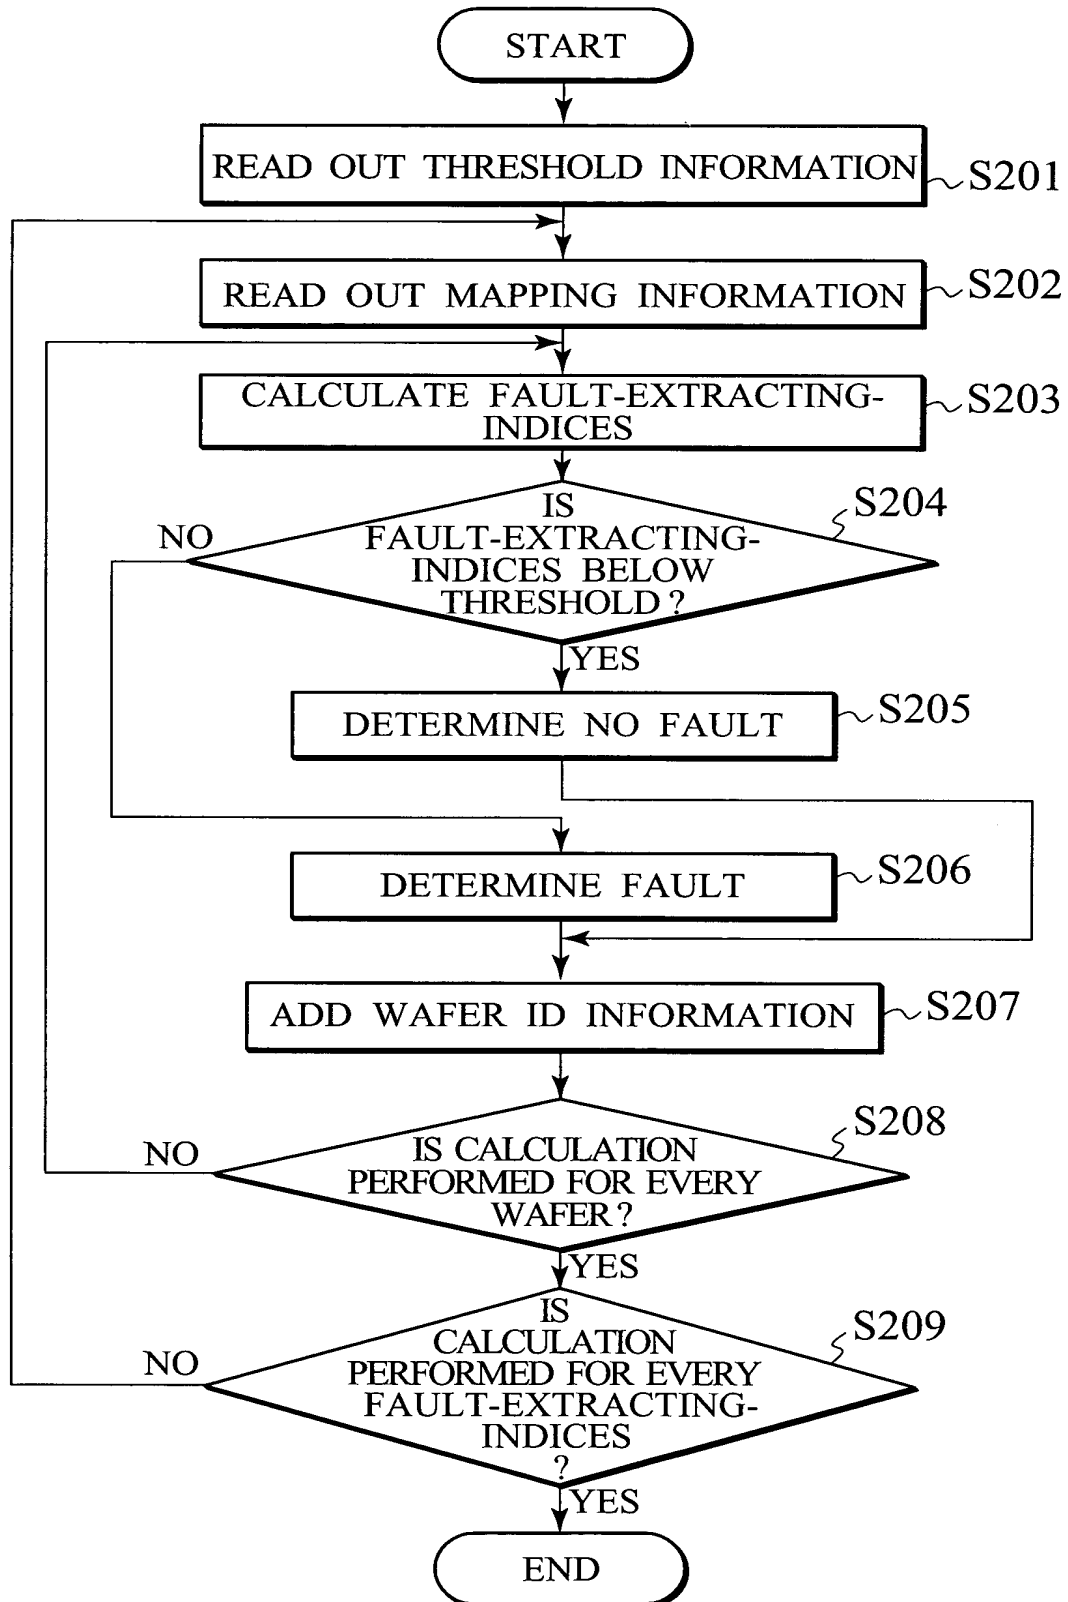 START
READ OUT THRESHOLD INFORMATION
S201
READ OUT MAPPING INFORMATION
S202
CALCULATE FAULT-EXTRACTING-
INDICES
S203
IS
FAULT-EXTRACTING-
INDICES BELOW
THRESHOLD?
S204
NO
YES
DETERMINE NO FAULT
S205
DETERMINE FAULT
S206
ADD WAFER ID INFORMATION
S207
IS CALCULATION
PERFORMED FOR EVERY
WAFER?
S208
NO
YES
IS
CALCULATION
PERFORMED FOR EVERY
FAULT-EXTRACTING-
INDICES
?
S209
NO
YES
END